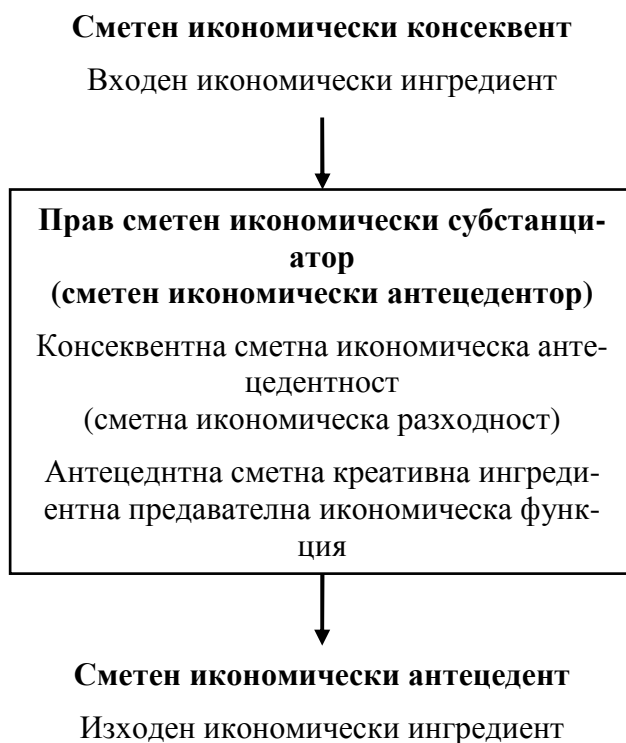 Сметен икономически консеквент
Входен икономически ингредиент
Прав сметен икономически субстанци-
атор
(сметен икономически антецедентор)
Консеквентна сметна икономическа анте-
цедентност
(сметна икономическа разходност)
Антецеднтна сметна креативна ингреди-
ентна предавателна икономическа функ-
ция
Сметен икономически антецедент
Изходен икономически ингредиент